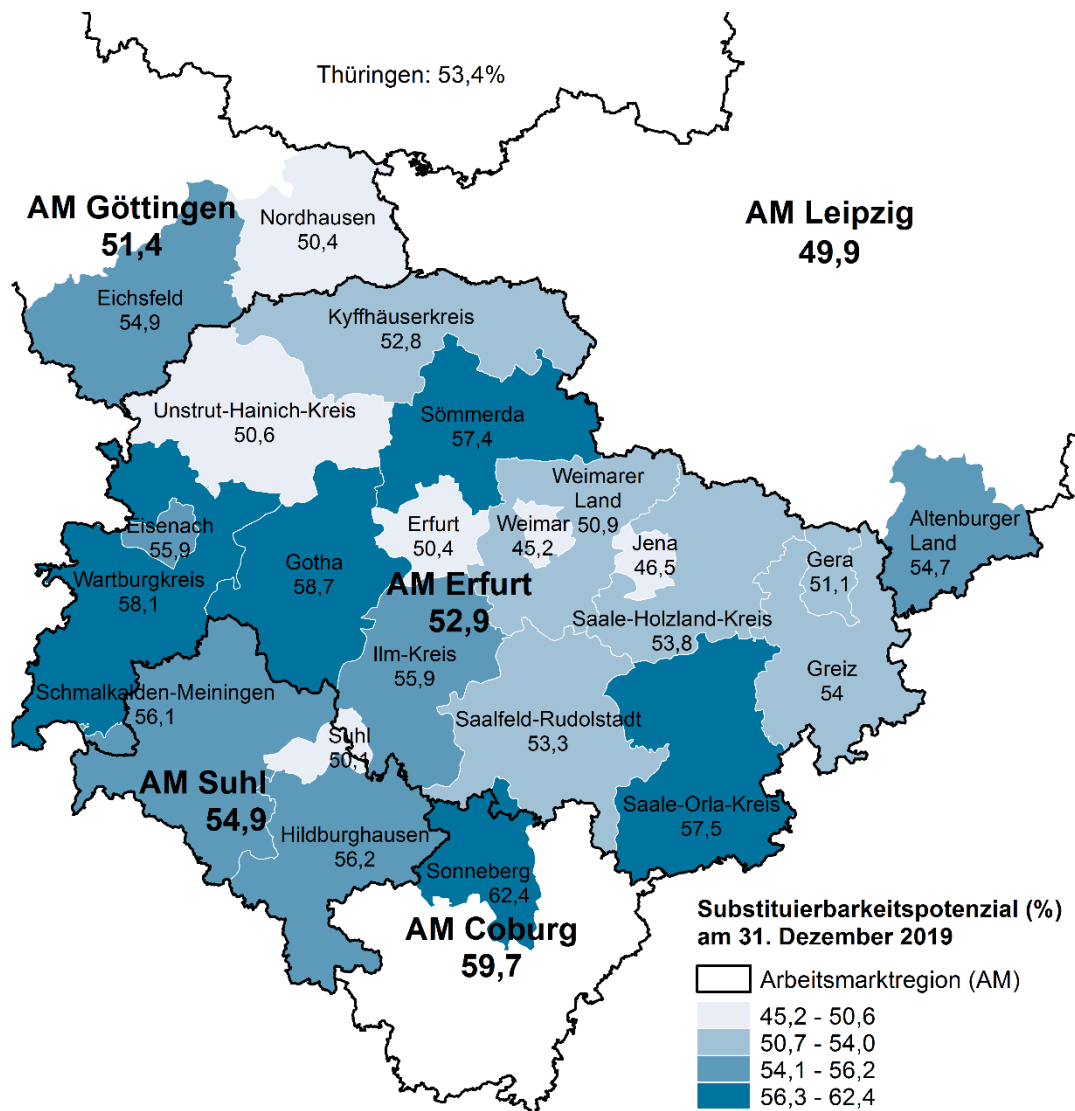 Thüringen: 53,4%
AM Göttingen
51,4
Nordhausen
50,4
AM Leipzig
49,9
Eichsfeld
54,9
Kyffhäuserkreis
52,8
Unstrut-Hainich-Kreis
50,6
Sömmerda
57,4
Weimarer
Land
50,9
Eisenach
55,9
Erfurt
50,4
Weimar
45,2
Jena
46,5
Gera
51,1
Altenburger
Land
54,7
Wartburgkreis
58,1
Gotha
58,7
AM Erfurt
52,9
Saale-Holzland-Kreis
53,8
Ilm-Kreis
55,9
Greiz
54
Schmalkalden-Meiningen
56,1
Suhl
50,1
Saalfeld-Rudolstadt
53,3
AM Suhl
54,9
Saale-Orla-Kreis
57,5
Hildburghausen
56,2
Sonneberg
62,4
AM Coburg
59,7
Substituierbarkeitspotenzial (%)
am 31. Dezember 2019
Arbeitsmarktregion (AM)
45,2 - 50,6
50,7 - 54,0
54,1 - 56,2
56,3 - 62,4